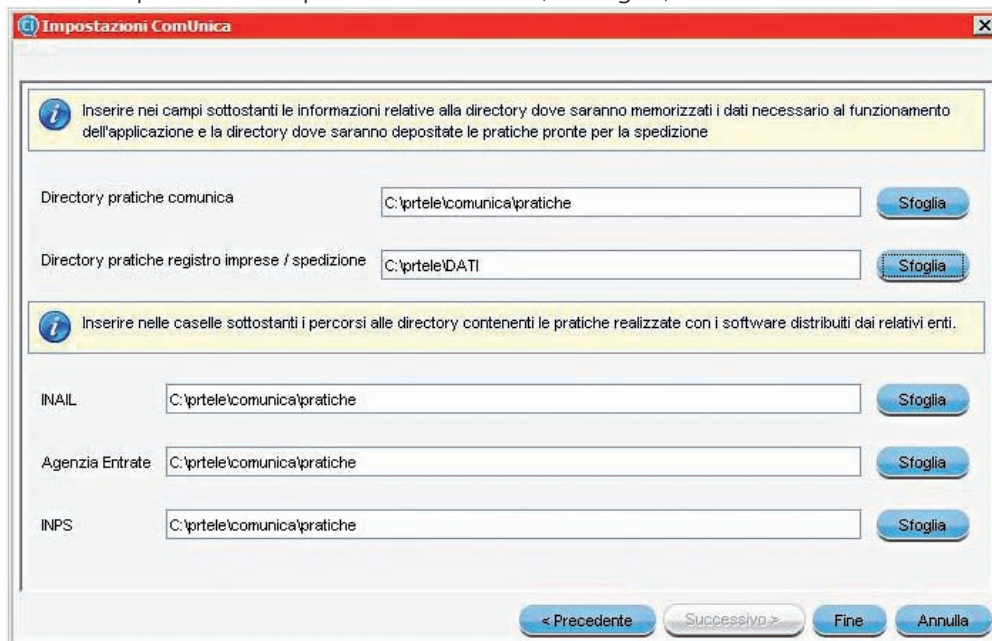 Impostazioni ComUnica
Inserire nei campi sottostanti le informazioni relative alla directory dove saranno memorizzati i dati necessario al funzionamento
dell'applicazione e la directory dove saranno depositate le pratiche pronte per la spedizione
Directory pratiche comunica
C:\prtele\comunica\pratiche
Sfoglia
Directory pratiche registro imprese / spedizione
C:\prtele\DATI
Sfoglia
Inserire nelle caselle sottostanti i percorsi alle directory contenenti le pratiche realizzate con i software distribuiti dai relativi enti.
INAIL
C:\prtele\comunica\pratiche
Sfoglia
Agenzia Entrate
C:\prtele\comunica\pratiche
Sfoglia
INPS
C:\prtele\comunica\pratiche
Sfoglia
< Precedente
Successivo >
Fine
Annulla